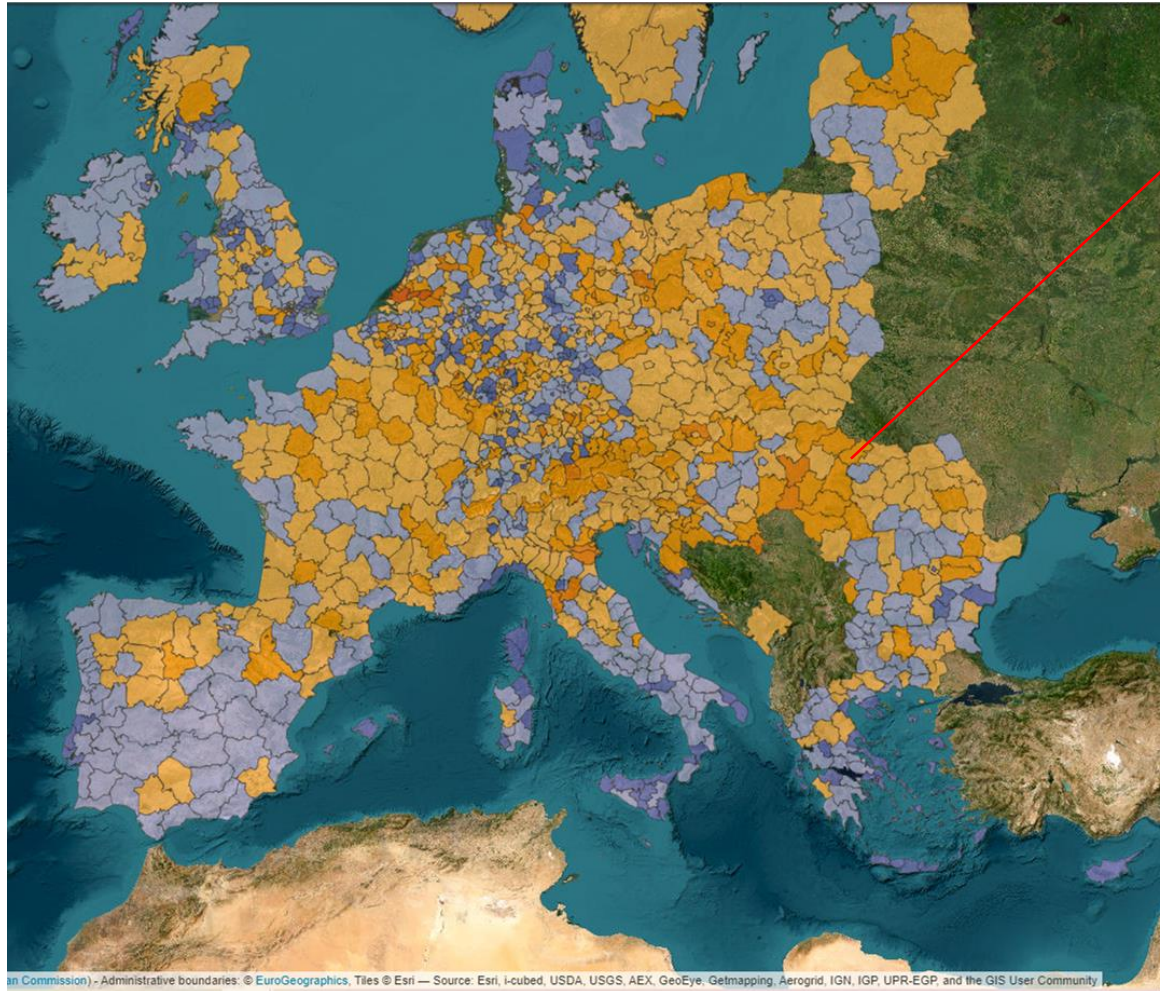 an Commission) - Administrative boundaries: © EuroGeographics, Tiles © Esri — Source: Esri, i-cubed, USDA, USGS, AEX, GeoEye, Getmapping, Aerogrid, IGN, IGP, UPR-EGP, and the GIS User Community